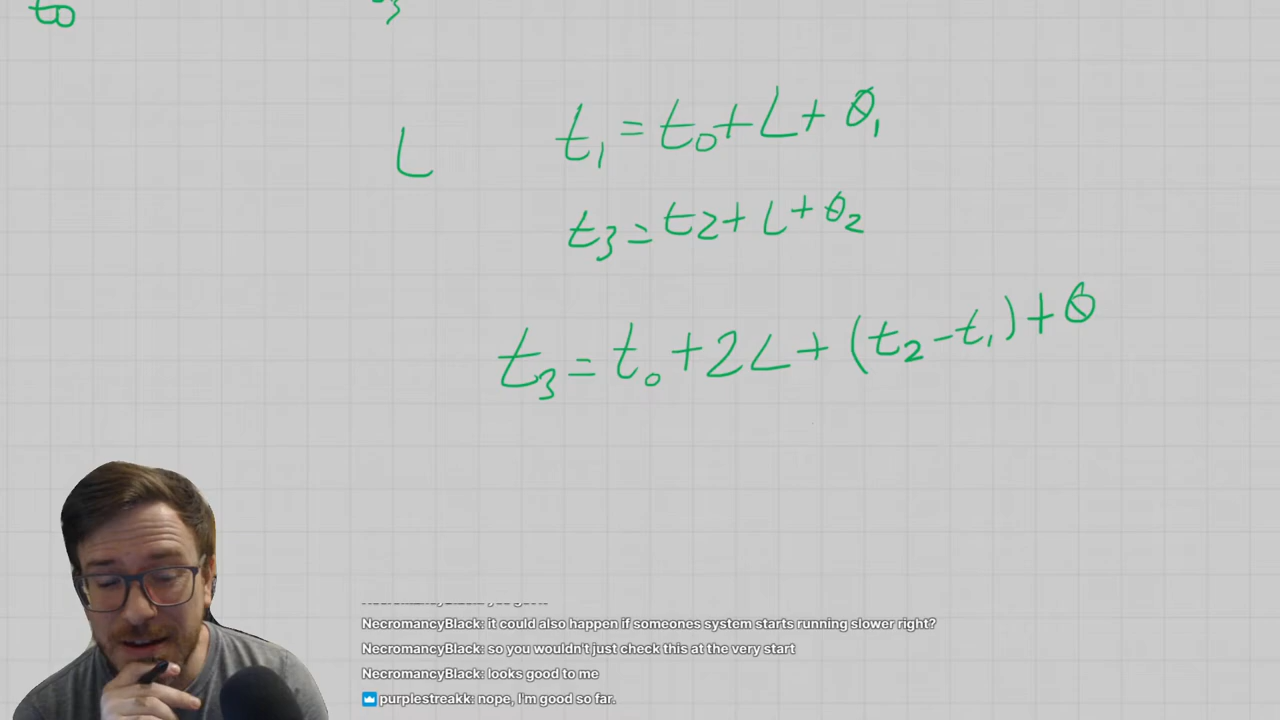 t0 3
t1 = t0 + L + θ1
L
t3 = t2 + L + θ2
t3 = t0 + 2L + (t2 - t1) + θ
NecromancyBlack: it could also happen if someones system starts running slower right?
NecromancyBlack: so you wouldn't just check this at the very start
NecromancyBlack: looks good to me
purplestreakk: nope, I'm good so far.